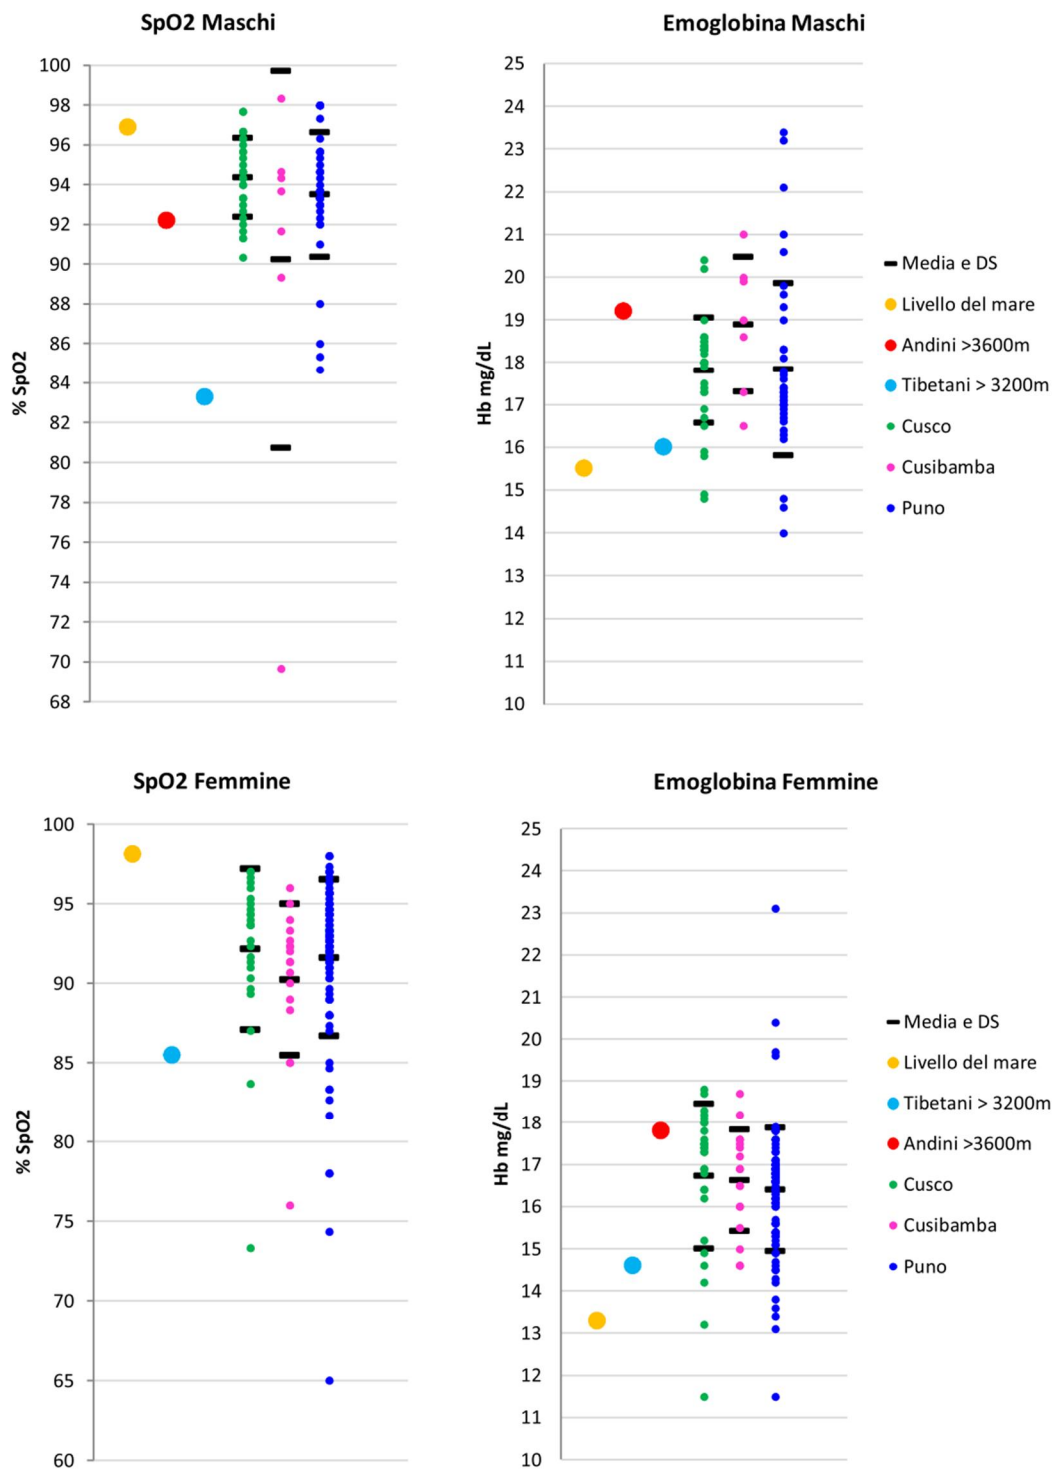 SpO2 Maschi
% SpO2
100
98
96
94
92
90
88
86
84
82
80
78
76
74
72
70
68
Emoglobina Maschi
Hb mg/dL
25
24
23
22
21
20
19
18
17
16
15
14
13
12
11
10
Media e DS
Livello del mare
Andini >3600m
Tibetani > 3200m
Cusco
Cusibamba
Puno
SpO2 Femmine
% SpO2
100
95
90
85
80
75
70
65
60
Emoglobina Femmine
Hb mg/dL
25
24
23
22
21
20
19
18
17
16
15
14
13
12
11
10
Media e DS
Livello del mare
Tibetani > 3200m
Andini >3600m
Cusco
Cusibamba
Puno